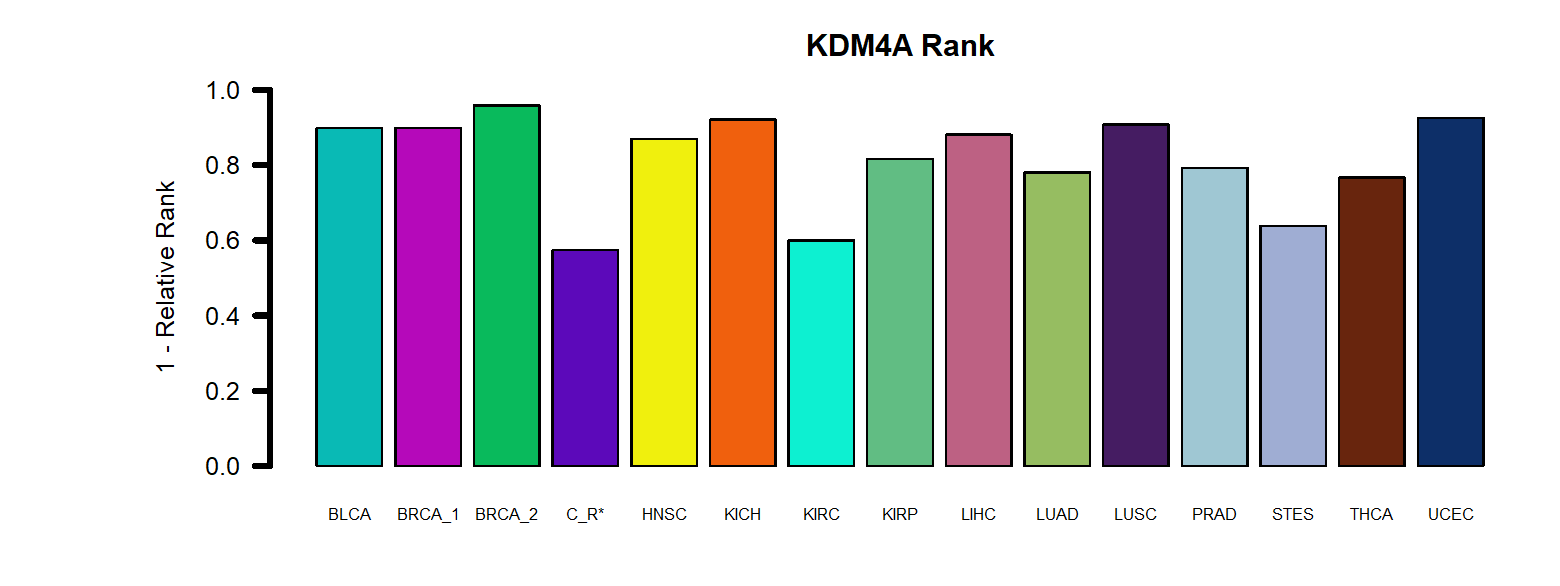 KDM4A Rank
1 - Relative Rank
1.0
0.8
0.6
0.4
0.2
0.0
BLCA BRCA_1 BRCA_2 C_R* HNSC KICH KIRC KIRP LIHC LUAD LUSC PRAD STES THCA UCEC